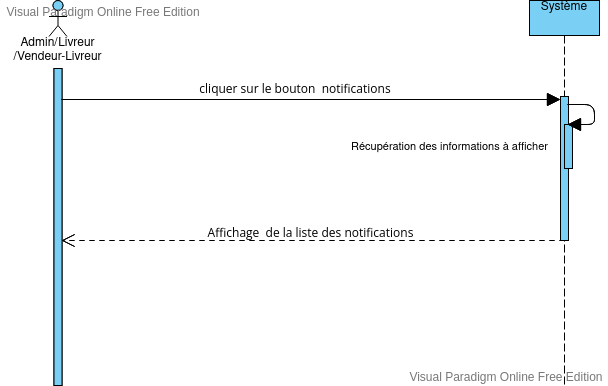 Visual Paradigm Online Free Edition
Système
Admin/Livreur
/Vendeur-Livreur
cliquer sur le bouton notifications
Récupération des informations à afficher
Affichage de la liste des notifications
Visual Paradigm Online Free Edition